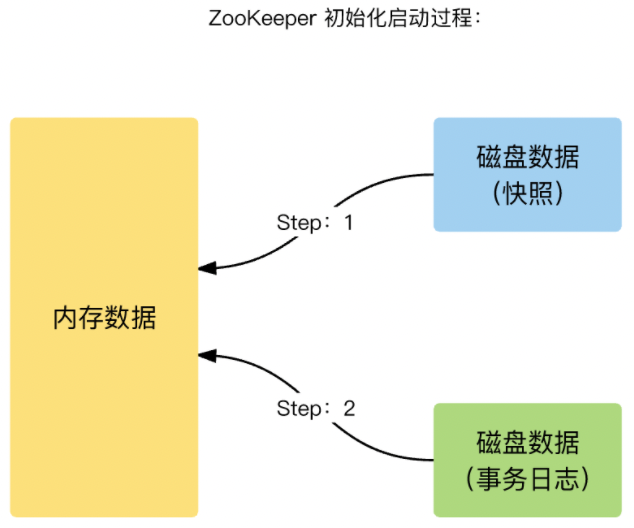 ZooKeeper 初始化启动过程：
磁盘数据
（快照）
Step：1
内存数据
Step：2
磁盘数据
（事务日志）